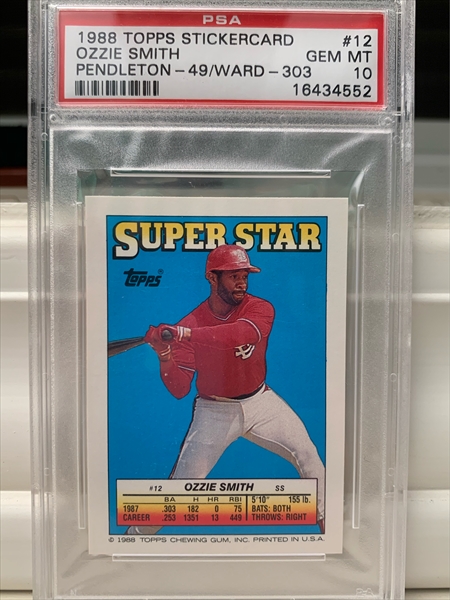 PSA
1988 TOPPS STICKERCARD #12
OZZIE SMITH GEM MT
PENDLETON-49/WARD-303 10
16434552
SUPER STAR
topps®
#12 OZZIE SMITH SS
BA H HR RBI 5'10" 155 lb.
1987 .303 182 0 75 BATS: BOTH
CAREER .253 1351 13 449 THROWS: RIGHT
© 1988 TOPPS CHEWING GUM, INC. PRINTED IN U.S.A.